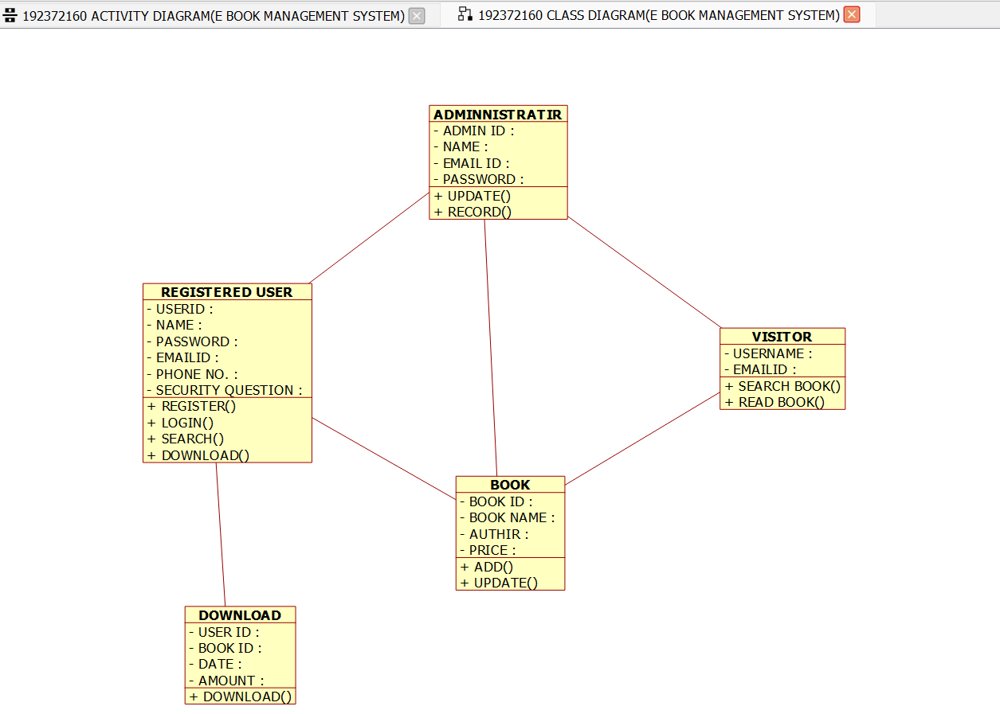 192372160 ACTIVITY DIAGRAM(E BOOK MANAGEMENT SYSTEM)
192372160 CLASS DIAGRAM(E BOOK MANAGEMENT SYSTEM)
ADMINNISTRATIR
- ADMIN ID :
- NAME :
- EMAIL ID :
- PASSWORD :
+ UPDATE()
+ RECORD()
REGISTERED USER
- USERID :
- NAME :
- PASSWORD :
- EMAILID :
- PHONE NO. :
- SECURITY QUESTION :
+ REGISTER()
+ LOGIN()
+ SEARCH()
+ DOWNLOAD()
VISITOR
- USERNAME :
- EMAILID :
+ SEARCH BOOK()
+ READ BOOK()
BOOK
- BOOK ID :
- BOOK NAME :
- AUTHIR :
- PRICE :
+ ADD()
+ UPDATE()
DOWNLOAD
- USER ID :
- BOOK ID :
- DATE :
- AMOUNT :
+ DOWNLOAD()